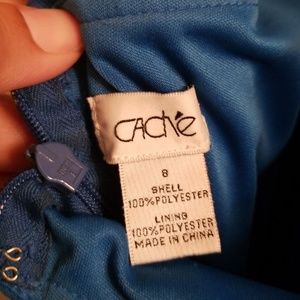 CAChé
8
SHELL
100%POLYESTER
LINING
100%POLYESTER
MADE IN CHINA